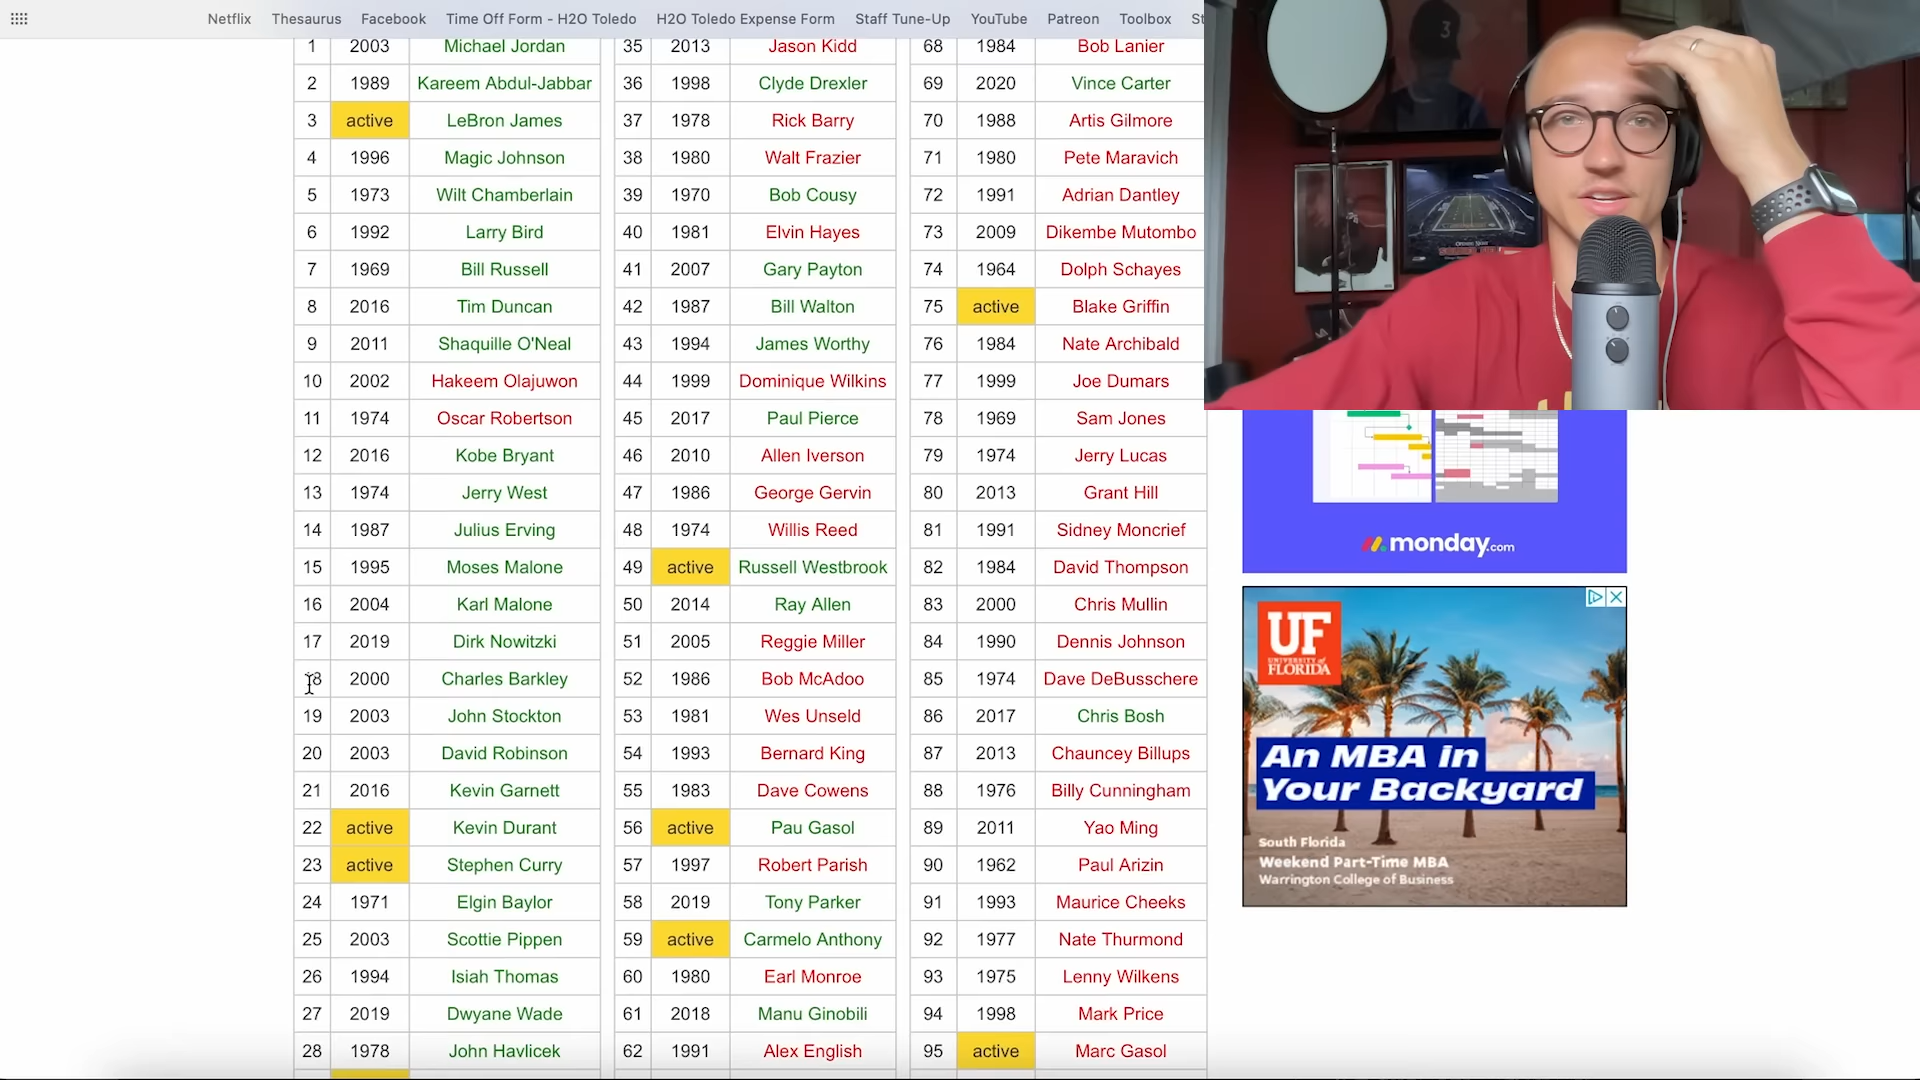 Netflix Thesaurus Facebook Time Off Form - H2O Toledo H2O Toledo Expense Form Staff Tune-Up YouTube Patreon Toolbox St
1 2003 Michael Jordan 35 2013 Jason Kidd 68 1984 Bob Lanier
2 1989 Kareem Abdul-Jabbar 36 1998 Clyde Drexler 69 2020 Vince Carter
3 active LeBron James 37 1978 Rick Barry 70 1988 Artis Gilmore
4 1996 Magic Johnson 38 1980 Walt Frazier 71 1980 Pete Maravich
5 1973 Wilt Chamberlain 39 1970 Bob Cousy 72 1991 Adrian Dantley
6 1992 Larry Bird 40 1981 Elvin Hayes 73 2009 Dikembe Mutombo
7 1969 Bill Russell 41 2007 Gary Payton 74 1964 Dolph Schayes
8 2016 Tim Duncan 42 1987 Bill Walton 75 active Blake Griffin
9 2011 Shaquille O'Neal 43 1994 James Worthy 76 1984 Nate Archibald
10 2002 Hakeem Olajuwon 44 1999 Dominique Wilkins 77 1999 Joe Dumars
11 1974 Oscar Robertson 45 2017 Paul Pierce 78 1969 Sam Jones
12 2016 Kobe Bryant 46 2010 Allen Iverson 79 1974 Jerry Lucas
13 1974 Jerry West 47 1986 George Gervin 80 2013 Grant Hill
14 1987 Julius Erving 48 1974 Willis Reed 81 1991 Sidney Moncrief
15 1995 Moses Malone 49 active Russell Westbrook 82 1984 David Thompson
16 2004 Karl Malone 50 2014 Ray Allen 83 2000 Chris Mullin
17 2019 Dirk Nowitzki 51 2005 Reggie Miller 84 1990 Dennis Johnson
18 2000 Charles Barkley 52 1986 Bob McAdoo 85 1974 Dave DeBusschere
19 2003 John Stockton 53 1981 Wes Unseld 86 2017 Chris Bosh
20 2003 David Robinson 54 1993 Bernard King 87 2013 Chauncey Billups
21 2016 Kevin Garnett 55 1983 Dave Cowens 88 1976 Billy Cunningham
22 active Kevin Durant 56 active Pau Gasol 89 2011 Yao Ming
23 active Stephen Curry 57 1997 Robert Parish 90 1962 Paul Arizin
24 1971 Elgin Baylor 58 2019 Tony Parker 91 1993 Maurice Cheeks
25 2003 Scottie Pippen 59 active Carmelo Anthony 92 1977 Nate Thurmond
26 1994 Isiah Thomas 60 1980 Earl Monroe 93 1975 Lenny Wilkens
27 2019 Dwyane Wade 61 2018 Manu Ginobili 94 1998 Mark Price
28 1978 John Havlicek 62 1991 Alex English 95 active Marc Gasol
3
monday.com
UF
UNIVERSITY of
FLORIDA
An MBA in
Your Backyard
South Florida
Weekend Part-Time MBA
Warrington College of Business